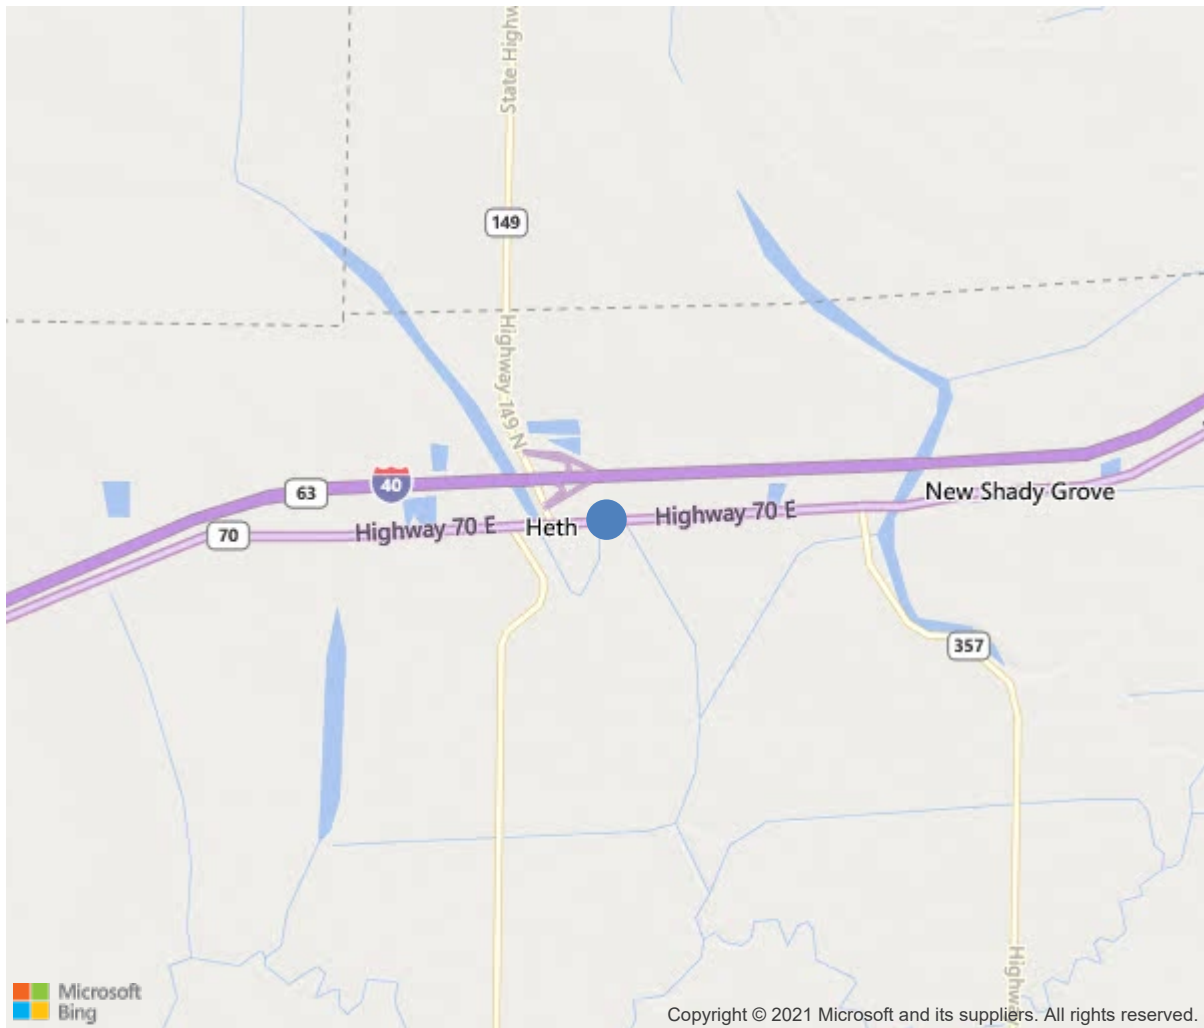 State Highw
149
Highway 149 N
63
40
70
Highway 70 E
Heth
Highway 70 E
New Shady Grove
357
Highway
Microsoft
Bing
Copyright © 2021 Microsoft and its suppliers. All rights reserved.